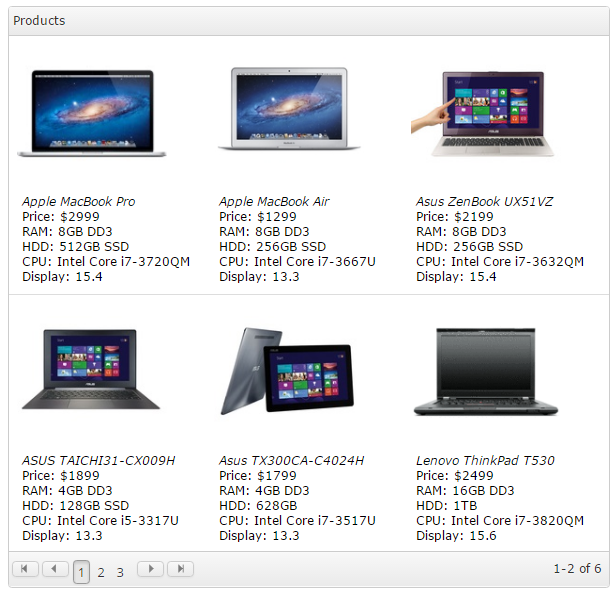 Products
Apple MacBook Pro
Price: $2999
RAM: 8GB DD3
HDD: 512GB SSD
CPU: Intel Core i7-3720QM
Display: 15.4
Apple MacBook Air
Price: $1299
RAM: 8GB DD3
HDD: 256GB SSD
CPU: Intel Core i7-3667U
Display: 13.3
Asus ZenBook UX51VZ
Price: $2199
RAM: 8GB DD3
HDD: 256GB SSD
CPU: Intel Core i7-3632QM
Display: 15.4
ASUS TAICHI31-CX009H
Price: $1899
RAM: 4GB DD3
HDD: 128GB SSD
CPU: Intel Core i5-3317U
Display: 13.3
Asus TX300CA-C4024H
Price: $1799
RAM: 4GB DD3
HDD: 628GB
CPU: Intel Core i7-3517U
Display: 13.3
Lenovo ThinkPad T530
Price: $2499
RAM: 16GB DD3
HDD: 1TB
CPU: Intel Core i7-3820QM
Display: 15.6
1 2 3
1-2 of 6